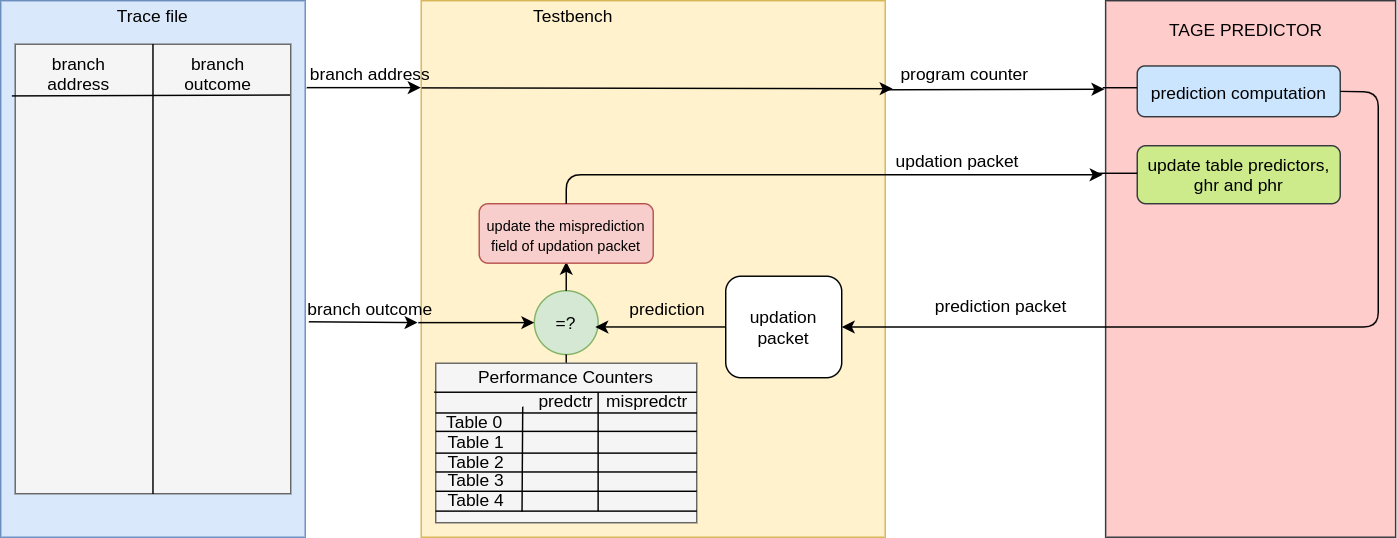 Trace file
branch
address
branch
outcome
branch address
branch outcome
Testbench
update the misprediction
field of updation packet
=?
prediction
updation
packet
Performance Counters
predctr
mispredctr
Table 0
Table 1
Table 2
Table 3
Table 4
program counter
updation packet
prediction packet
TAGE PREDICTOR
prediction computation
update table predictors,
ghr and phr